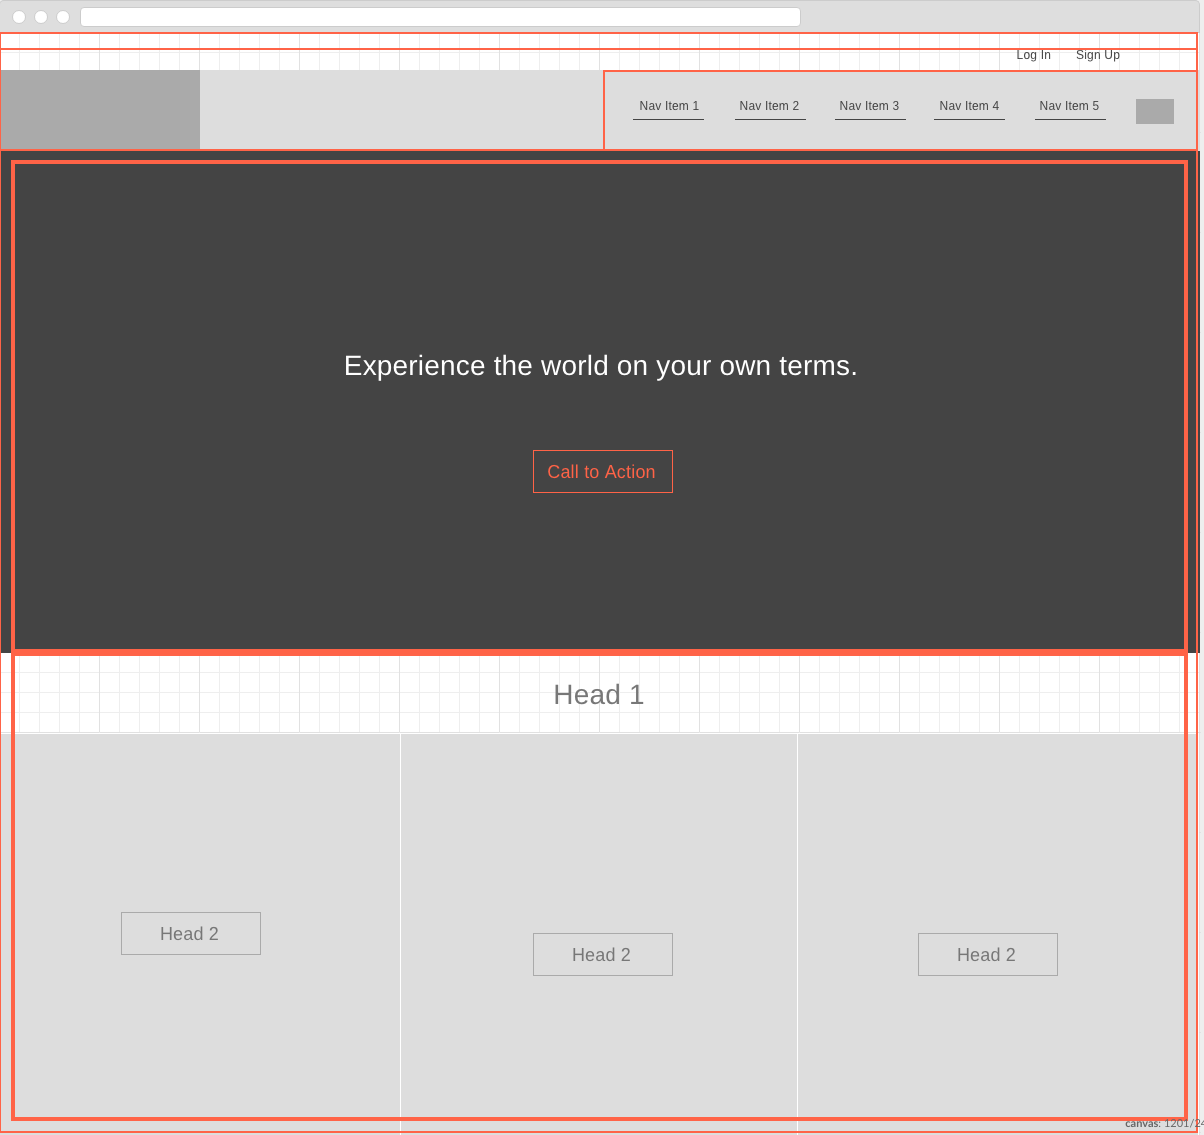 Log In Sign Up
Nav Item 1 Nav Item 2 Nav Item 3 Nav Item 4 Nav Item 5
Experience the world on your own terms.
Call to Action
Head 1
Head 2
Head 2 Head 2
canvas: 1201/24